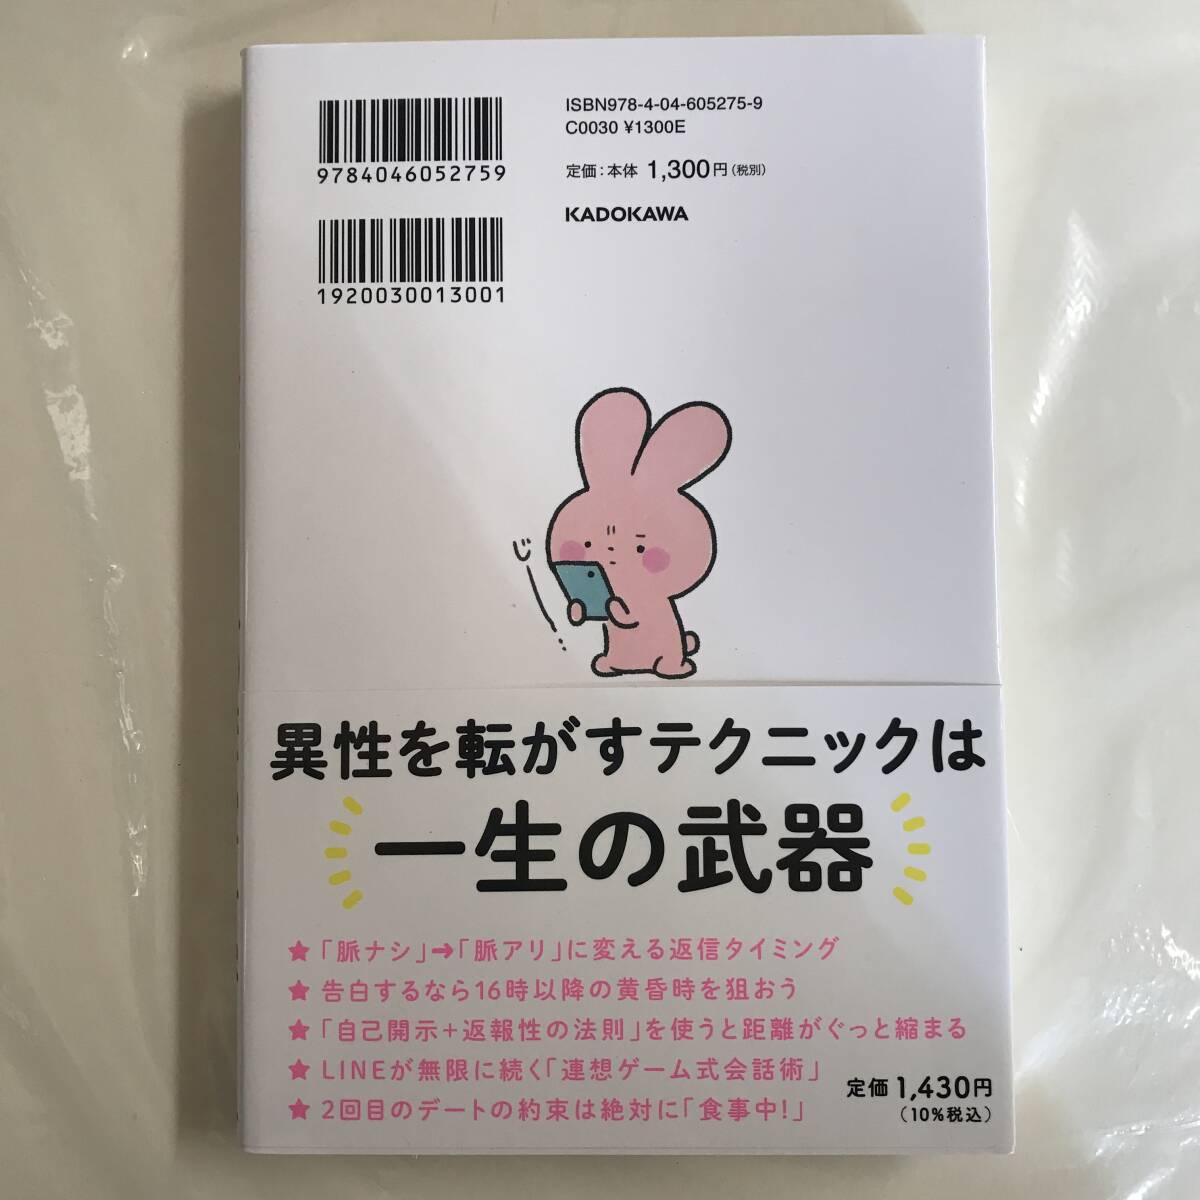 9784046052759
1920030013001
ISBN978-4-04-605275-9
C0030 ¥1300E
定価：本体 1,300円（税別）
KADOKAWA
じー…
異性を転がすテクニックは
一生の武器
★「脈ナシ」→「脈アリ」に変える返信タイミング
★告白するなら16時以降の黄昏時を狙おう
★「自己開示+返報性の法則」を使うと距離がぐっと縮まる
★LINEが無限に続く「連想ゲーム式会話術」
★2回目のデートの約束は絶対に「食事中!」
定価1,430円
（10%税込）